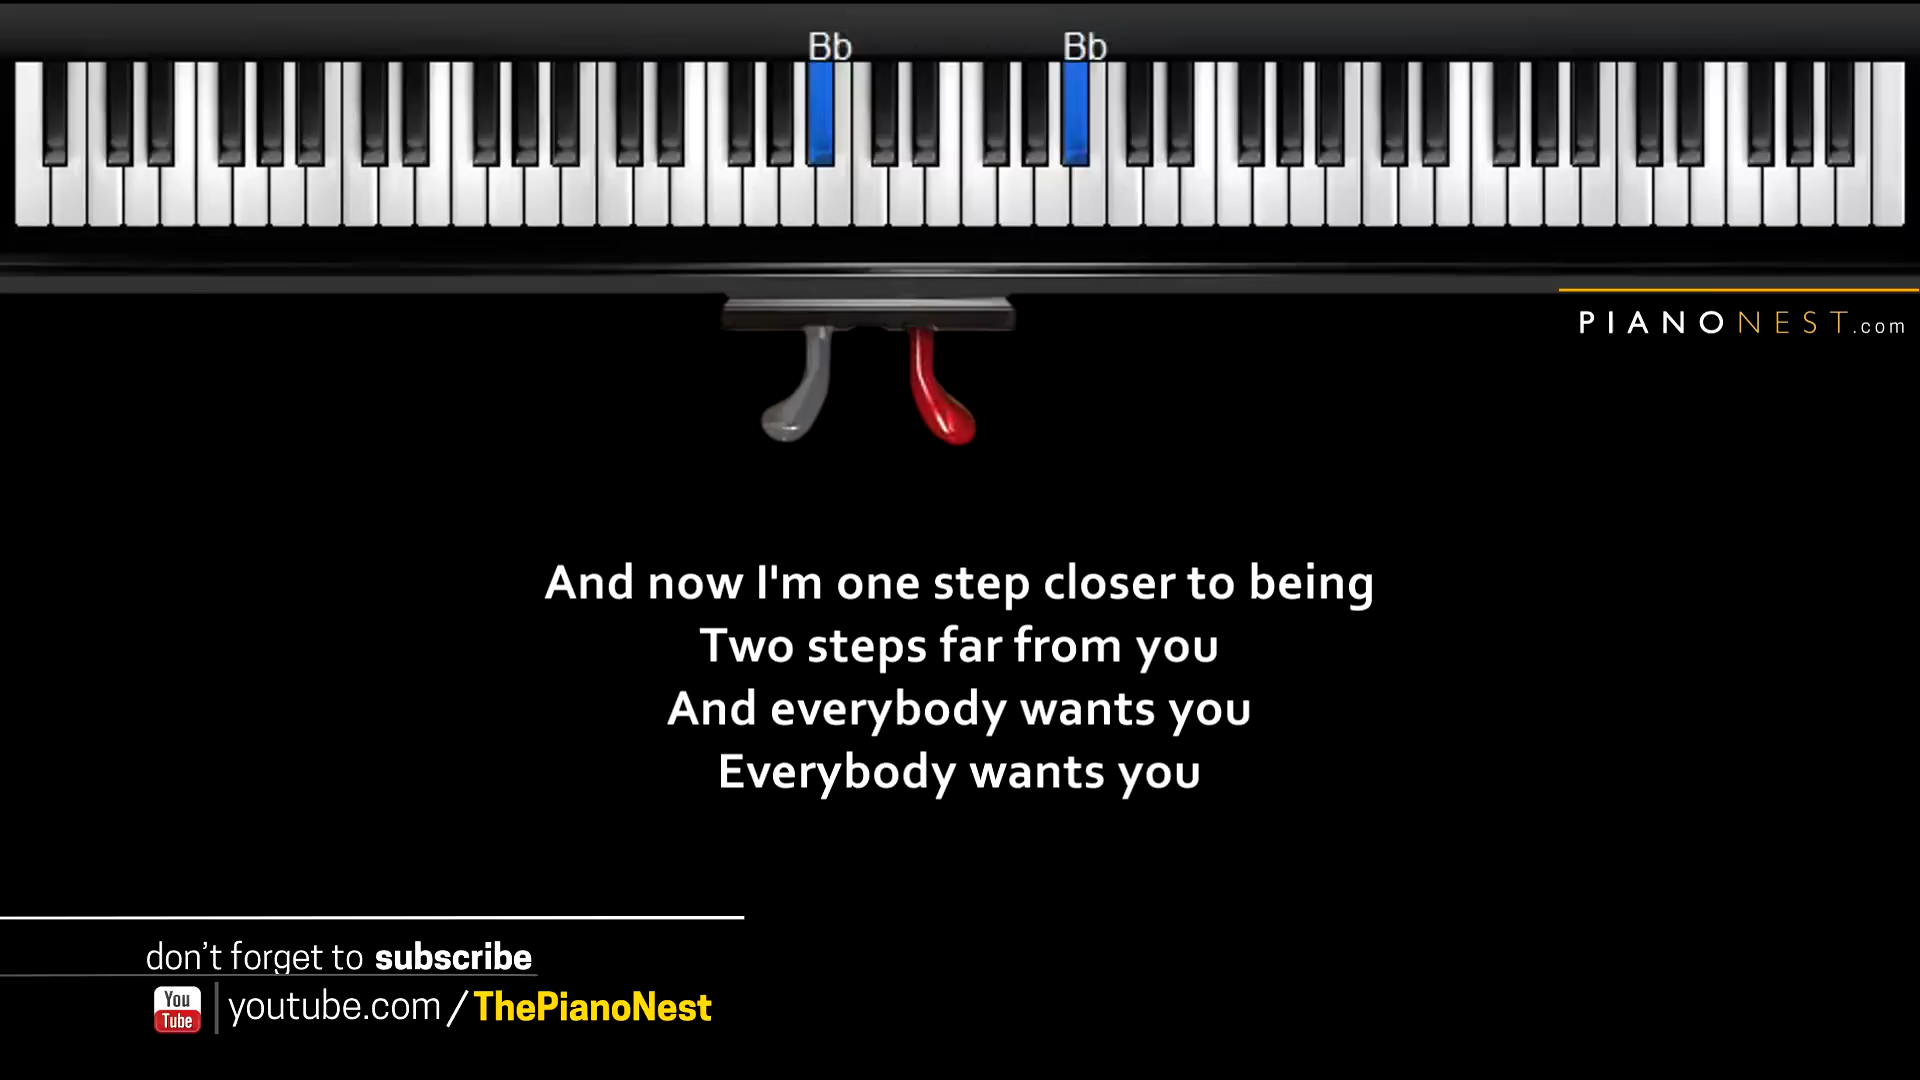 Bb Bb
PIANONEST.com
And now I'm one step closer to being
Two steps far from you
And everybody wants you
Everybody wants you
don't forget to subscribe
You
Tube
youtube.com/ThePianoNest